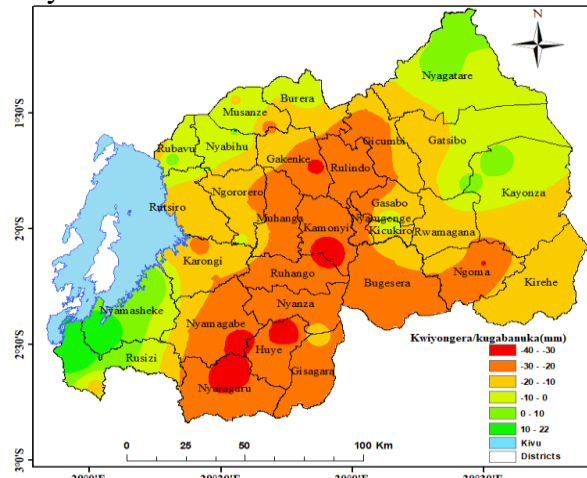 N
Nyagatare
Burera
Musanze
1°30'S
Rubavu
Nyabihu
Gicumbi
Gatsibo
Gakenke
Rulindo
Kayonza
Rutsiro
Ngororero
Gasabo
Muhanga
Nyarugenge
2°0'S
Kamonyi
Kicukiro
Rwamagana
Karongi
Ngoma
Ruhango
Bugesera
Kirehe
Nyanza
Nyamasheke
Nyamagabe
Kwiyongera/kugabanuka(mm)
2°30'S
Rusizi
Huye
Gisagara
Nyaruguru
-40 - -30
-30 - -20
-20 - -10
-10 - 0
0 - 10
10 - 22
Kivu
Districts
0 25 50 100 Km
3°0'S